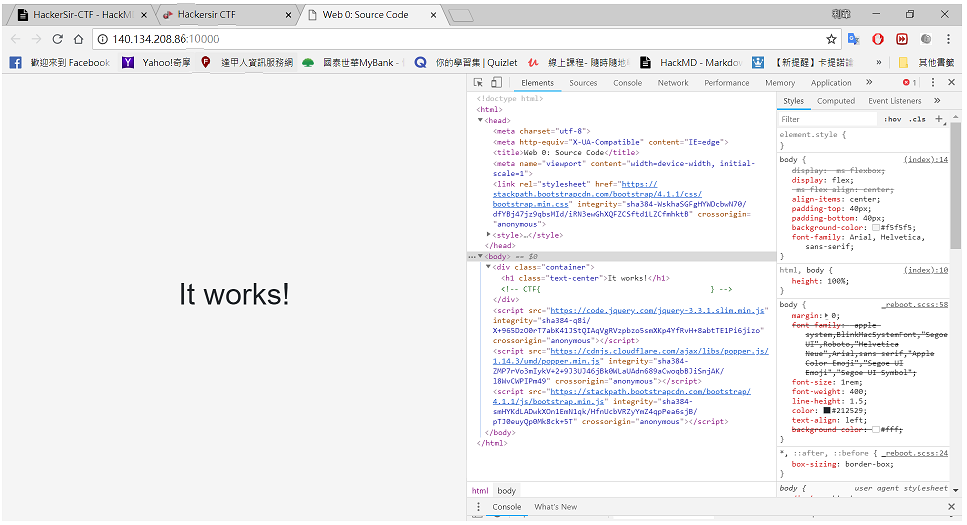 HackerSir-CTF - HackM
Hackersir CTF
Web 0: Source Code
140.134.208.86:10000
歡迎來到 Facebook
Yahoo!奇摩
逢甲人資訊服務網
國泰世華MyBank -
你的學習集 | Quizlet
線上課程- 隨時隨地
HackMD - Markdow
【新提醒】卡提諾論
»
其他書籤
Elements
Sources
Console
Network
Performance
Memory
Application
»
1
<!doctype html>
<html>
<head>
<meta charset="utf-8">
<meta http-equiv="X-UA-Compatible" content="IE=edge">
<title>Web 0: Source Code</title>
<meta name="viewport" content="width=device-width, initial-
scale=1">
<link rel="stylesheet" href="https://
stackpath.bootstrapcdn.com/bootstrap/4.1.1/css/
bootstrap.min.css" integrity="sha384-WskhaSGFgHYWDcbwN70/
dfYBj47jz9qbsMId/iRN3ewGhXQFZCSftd1LZCfmhktB" crossorigin=
"anonymous">
<style>…</style>
</head>
<body> == $0
<div class="container">
<h1 class="text-center">It works!</h1>
<!-- CTF{ } -->
</div>
<script src="https://code.jquery.com/jquery-3.3.1.slim.min.js"
integrity="sha384-q8i/
X+965DzO0rT7abK41JStQIAqVgRVzpbzo5smXKp4YfRvH+8abtTE1Pi6jizo"
crossorigin="anonymous"></script>
<script src="https://cdnjs.cloudflare.com/ajax/libs/popper.js/
1.14.3/umd/popper.min.js" integrity="sha384-
ZMP7rVo3mIykV+2+9J3UJ46jBk0WLaUAdn689aCwoqbBJiSnjAK/
l8WvCWPIPm49" crossorigin="anonymous"></script>
<script src="https://stackpath.bootstrapcdn.com/bootstrap/
4.1.1/js/bootstrap.min.js" integrity="sha384-
smHYKdLADwkXOn1EmN1qk/HfnUcbVRZyYmZ4qpPea6sjB/
pTJ0euyQp0Mk8ck+5T" crossorigin="anonymous"></script>
</body>
</html>
It works!
html
body
Styles
Computed
Event Listeners
»
Filter
:hov
.cls
+
element.style {
}
body {
(index):14
display: -ms-flexbox;
display: flex;
-ms-flex-align: center;
align-items: center;
padding-top: 40px;
padding-bottom: 40px;
background-color: #f5f5f5;
font-family: Arial, Helvetica,
sans-serif;
}
html, body {
(index):10
height: 100%;
}
body {
_reboot.scss:58
margin: 0;
font-family: -apple-
system,BlinkMacSystemFont,"Segoe
UI",Roboto,"Helvetica
Neue",Arial,sans-serif,"Apple
Color Emoji","Segoe UI
Emoji","Segoe UI Symbol";
font-size: 1rem;
font-weight: 400;
line-height: 1.5;
color: #212529;
text-align: left;
background-color: #fff;
}
*, ::after, ::before {
_reboot.scss:24
box-sizing: border-box;
}
body {
user agent stylesheet
Console
What's New